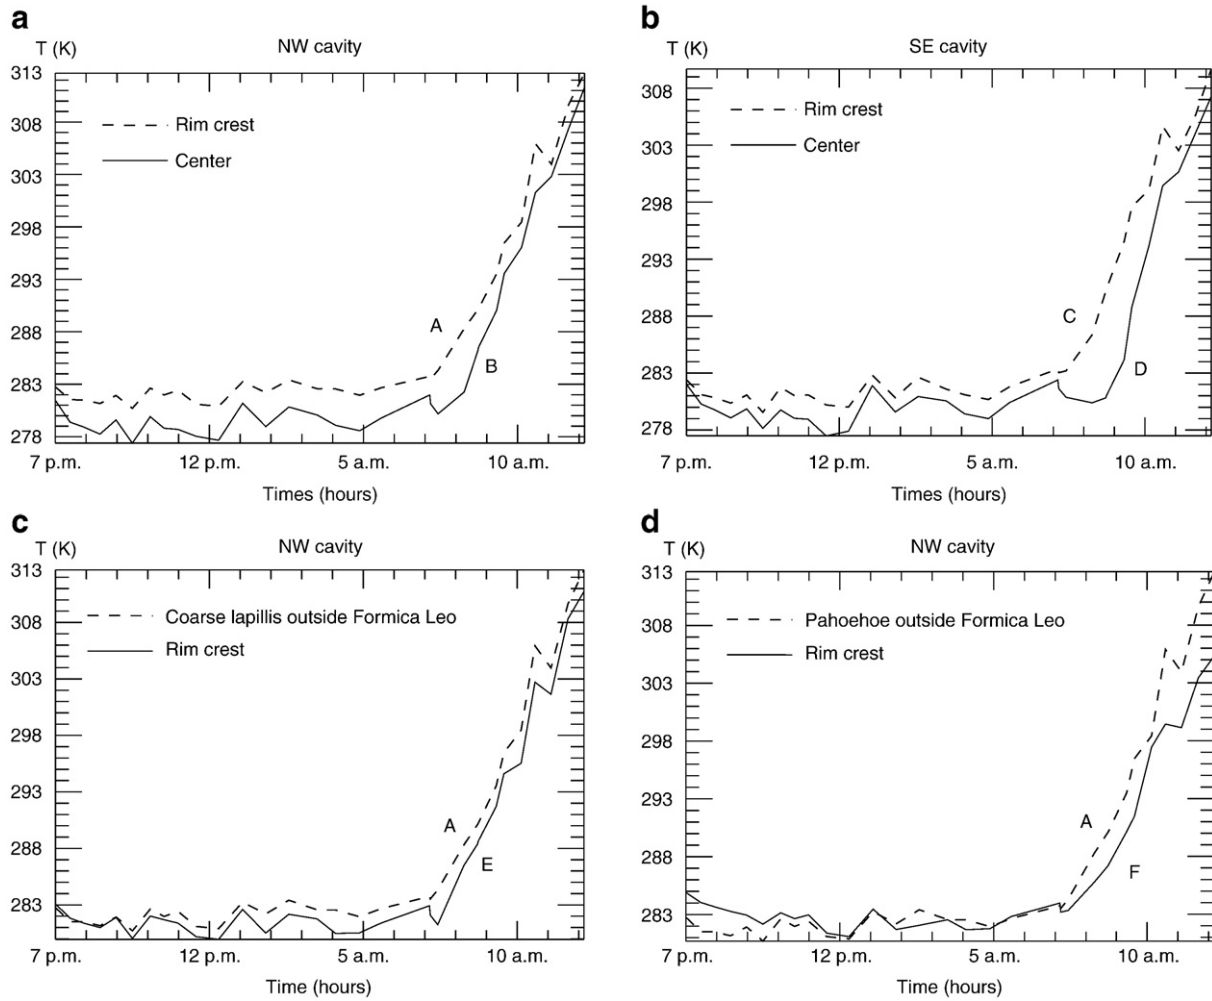 a
NW cavity
T (K)
313
308
303
298
293
288
283
278
Rim crest
Center
A
B
7 p.m. 12 p.m. 5 a.m. 10 a.m.
Times (hours)
b
SE cavity
T (K)
308
303
298
293
288
283
278
Rim crest
Center
C
D
7 p.m. 12 p.m. 5 a.m. 10 a.m.
Times (hours)
c
NW cavity
T (K)
313
308
303
298
293
288
283
Coarse lapillis outside Formica Leo
Rim crest
A
E
7 p.m. 12 p.m. 5 a.m. 10 a.m.
Time (hours)
d
NW cavity
T (K)
313
308
303
298
293
288
283
Pahoehoe outside Formica Leo
Rim crest
A
F
7 p.m. 12 p.m. 5 a.m. 10 a.m.
Time (hours)